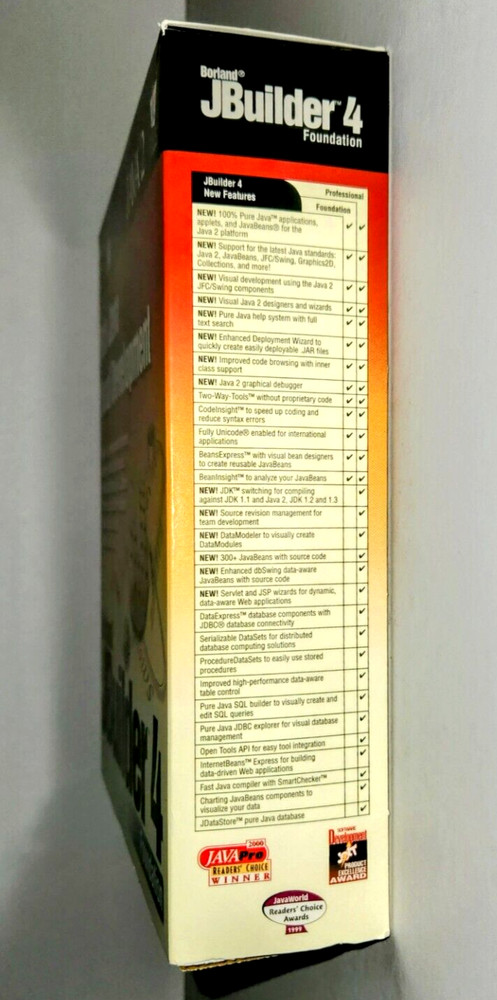 Borland®
JBuilder™ 4
Foundation
JBuilder 4
New Features
Professional
Foundation
NEW! 100% Pure Java™ applications,
applets, and JavaBeans® for the
Java 2 platform ✔ ✔
NEW! Support for the latest Java standards:
Java 2, JavaBeans, JFC/Swing, Graphics2D,
Collections, and more! ✔ ✔
NEW! Visual development using the Java 2
JFC/Swing components ✔ ✔
NEW! Visual Java 2 designers and wizards ✔ ✔
NEW! Pure Java help system with full
text search ✔ ✔
NEW! Enhanced Deployment Wizard to
quickly create easily deployable .JAR files ✔ ✔
NEW! Improved code browsing with inner
class support ✔ ✔
NEW! Java 2 graphical debugger ✔ ✔
Two-Way-Tools™ without proprietary code ✔ ✔
CodeInsight™ to speed up coding and
reduce syntax errors ✔ ✔
Fully Unicode® enabled for international
applications ✔ ✔
BeansExpress™ with visual bean designers
to create reusable JavaBeans ✔ ✔
BeanInsight™ to analyze your JavaBeans ✔ ✔
NEW! JDK™ switching for compiling
against JDK 1.1 and Java 2, JDK 1.2 and 1.3 ✔
NEW! Source revision management for
team development ✔
NEW! DataModeler to visually create
DataModules ✔
NEW! 300+ JavaBeans with source code ✔
NEW! Enhanced dbSwing data-aware
JavaBeans with source code ✔
NEW! Servlet and JSP wizards for dynamic,
data-aware Web applications ✔
DataExpress™ database components with
JDBC® database connectivity ✔
Serializable DataSets for distributed
database computing solutions ✔
ProcedureDataSets to easily use stored
procedures ✔
Improved high-performance data-aware
table control ✔
Pure Java SQL builder to visually create and
edit SQL queries ✔
Pure Java JDBC explorer for visual database
management ✔
Open Tools API for easy tool integration ✔
InternetBeans™ Express for building
data-driven Web applications ✔
Fast Java compiler with SmartChecker™ ✔
Charting JavaBeans components to
visualize your data ✔
JDataStore™ pure Java database ✔
2000
JAVAPro
READERS' CHOICE
WINNER
SOFTWARE
Development
PRODUCT
EXCELLENCE
AWARD
JavaWorld
Readers' Choice
Awards
1999